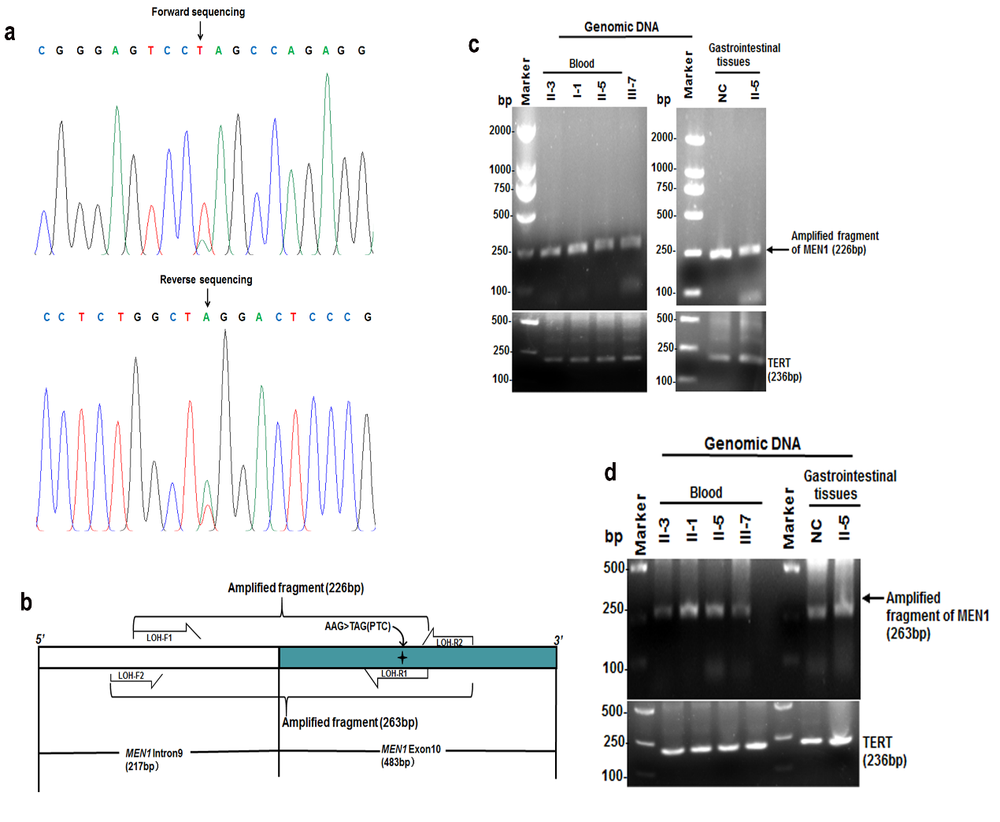 a
Forward sequencing
C G G G A G T C C T A G C C A G A G G
Reverse sequencing
C C T C T G G C T A G G A C T C C C G
b
Amplified fragment (226bp)
AAG>TAG(PTC)
5'
LOH-F1
LOH-R2
3'
LOH-F2
LOH-R1
Amplified fragment (263bp)
MEN1 Intron9
(217bp)
MEN1 Exon10
(483bp)
c
Genomic DNA
Blood
Gastrointestinal
tissues
bp
Marker
II-3
I-1
II-5
III-7
bp
Marker
NC
II-5
2000-
1000-
750-
500-
250-
100-
2000-
1000-
750-
500-
250-
100-
Amplified fragment
of MEN1 (226bp)
500-
250-
100-
500-
250-
100-
TERT
(236bp)
d
Genomic DNA
Blood
Gastrointestinal
tissues
bp
Marker
II-3
II-1
II-5
III-7
Marker
NC
II-5
500-
250-
100-
Amplified
fragment of MEN1
(263bp)
500-
250-
100-
TERT
(236bp)